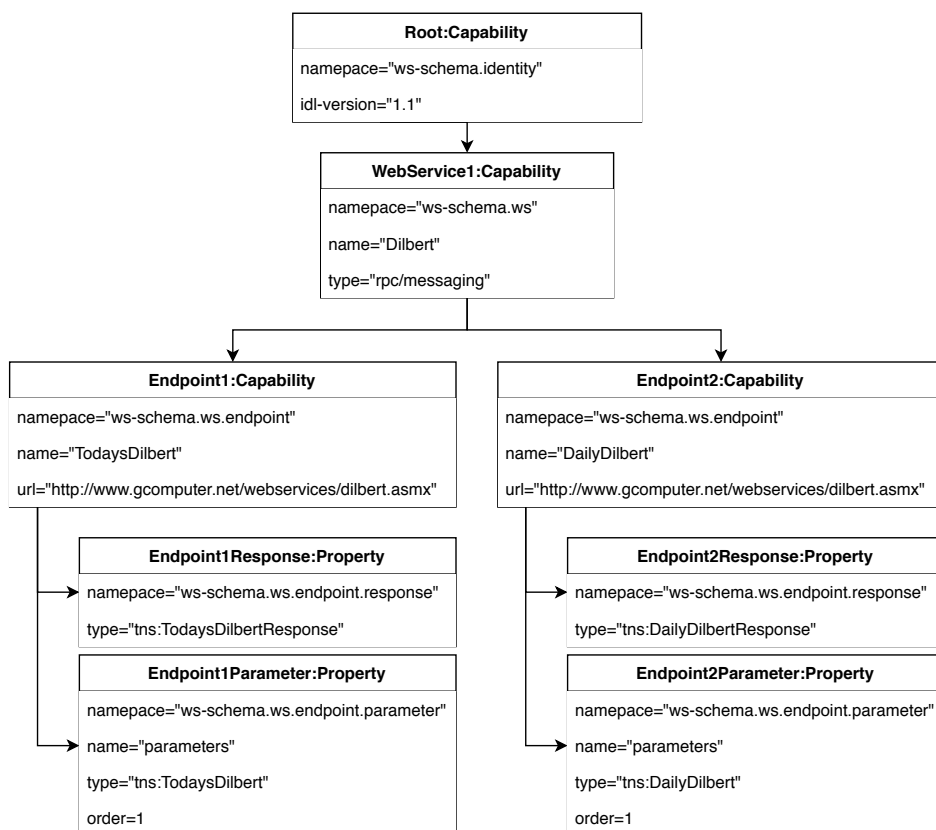 Root:Capability
namepace="ws-schema.identity"
idl-version="1.1"
WebService1:Capability
namepace="ws-schema.ws"
name="Dilbert"
type="rpc/messaging"
Endpoint1:Capability
namepace="ws-schema.ws.endpoint"
name="TodaysDilbert"
url="http://www.gcomputer.net/webservices/dilbert.asmx"
Endpoint1Response:Property
namepace="ws-schema.ws.endpoint.response"
type="tns:TodaysDilbertResponse"
Endpoint1Parameter:Property
namepace="ws-schema.ws.endpoint.parameter"
name="parameters"
type="tns:TodaysDilbert"
order=1
Endpoint2:Capability
namepace="ws-schema.ws.endpoint"
name="DailyDilbert"
url="http://www.gcomputer.net/webservices/dilbert.asmx"
Endpoint2Response:Property
namepace="ws-schema.ws.endpoint.response"
type="tns:DailyDilbertResponse"
Endpoint2Parameter:Property
namepace="ws-schema.ws.endpoint.parameter"
name="parameters"
type="tns:DailyDilbert"
order=1